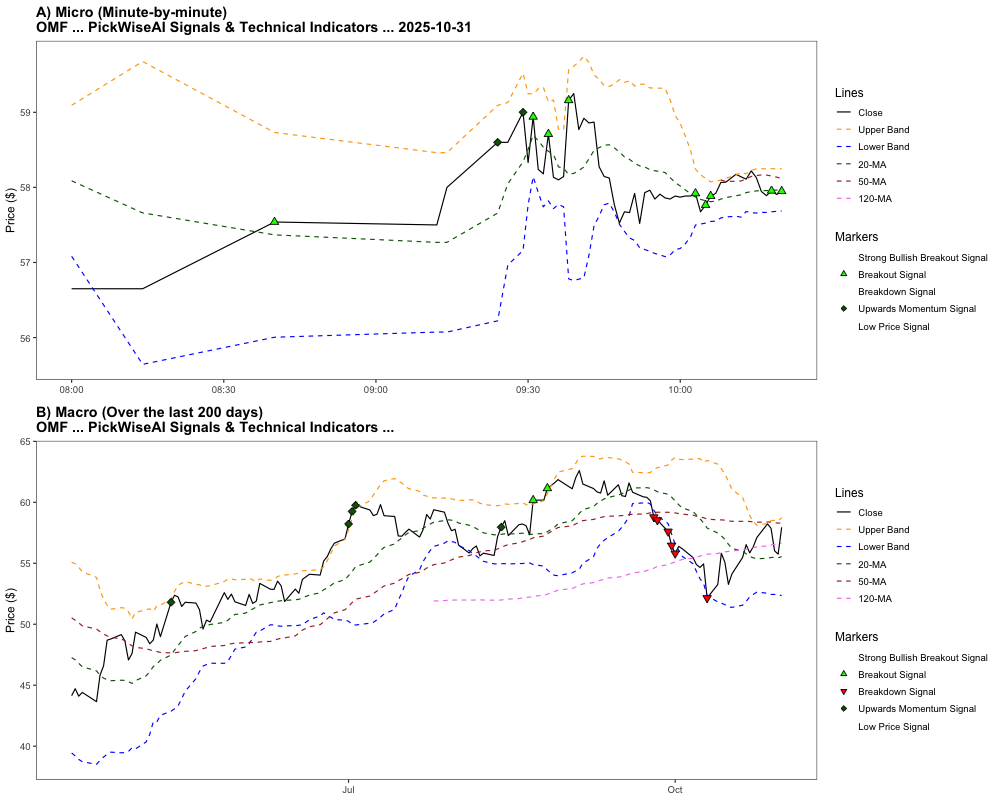 A) Micro (Minute-by-minute)
OMF ... PickWiseAI Signals & Technical Indicators ... 2025-10-31
Price ($)
59
58
57
56
08:00
08:30
09:00
09:30
10:00
Lines
Close
Upper Band
Lower Band
20-MA
50-MA
120-MA
Markers
Strong Bullish Breakout Signal
Breakout Signal
Breakdown Signal
Upwards Momentum Signal
Low Price Signal
B) Macro (Over the last 200 days)
OMF ... PickWiseAI Signals & Technical Indicators ...
Price ($)
65
60
55
50
45
40
Jul
Oct
Lines
Close
Upper Band
Lower Band
20-MA
50-MA
120-MA
Markers
Strong Bullish Breakout Signal
Breakout Signal
Breakdown Signal
Upwards Momentum Signal
Low Price Signal